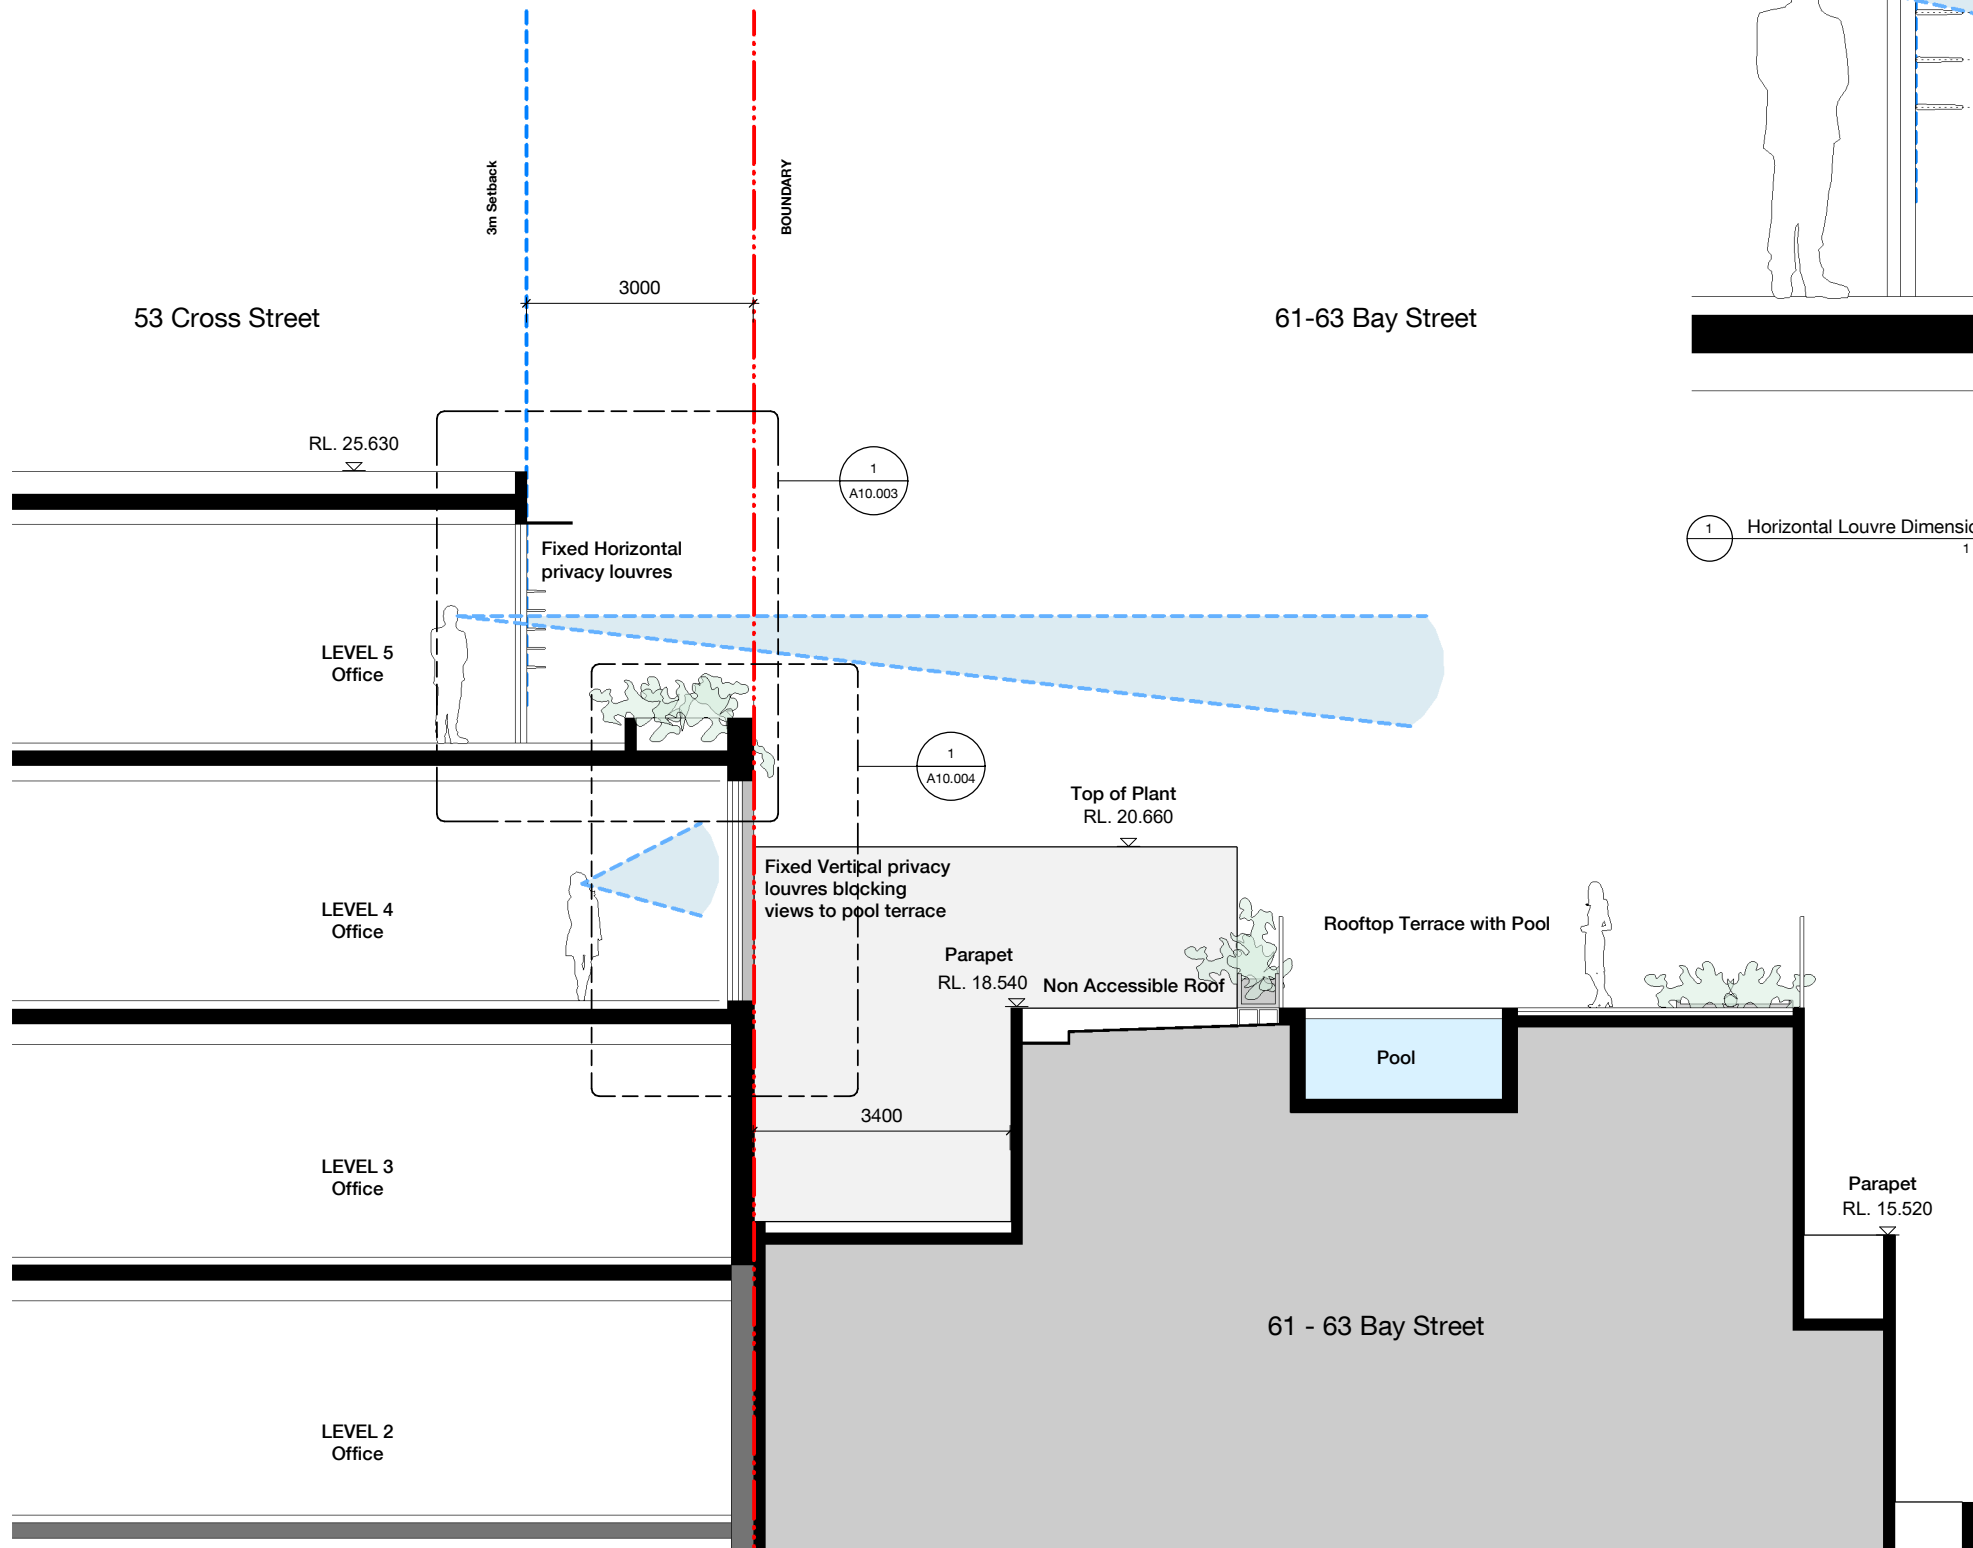 3m Setback
BOUNDARY
3000
53 Cross Street
61-63 Bay Street
RL. 25.630
1
A10.003
1
Horizontal Louvre
1
Fixed Horizontal
privacy louvres
LEVEL 5
Office
1
A10.004
Top of Plant
RL. 20.660
Fixed Vertical privacy
louvres blocking
views to pool terrace
LEVEL 4
Office
Rooftop Terrace with Pool
Parapet
RL. 18.540
Non Accessible Roof
Pool
3400
LEVEL 3
Office
Parapet
RL. 15.520
61 - 63 Bay Street
LEVEL 2
Office